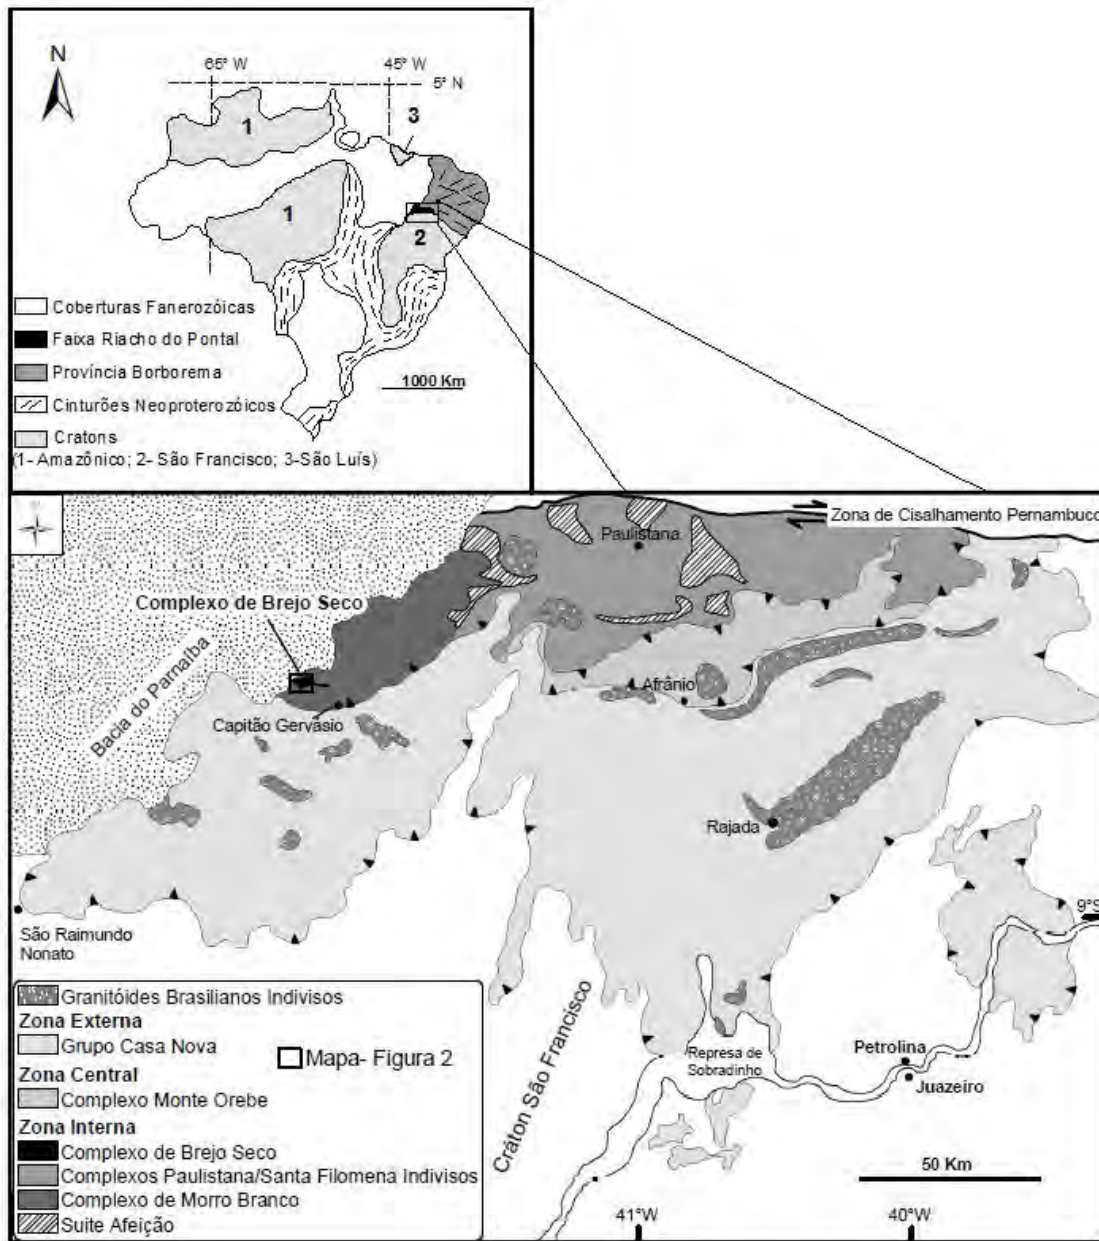 N
65° W
45° W
5° N
3
1
1
2
Coberturas Fanerozóicas
Faixa Riacho do Pontal
Província Borborema
Cinturões Neoproterozóicos
Cratons
(1- Amazônico; 2- São Francisco; 3-São Luís)
1000 Km
Zona de Cisalhamento Pernambuco
Paulistana
Complexo de Brejo Seco
Bacia do Parnaíba
Capitão Gervásio
Afrânio
Rajada
São Raimundo
Nonato
9°S
Cráton São Francisco
Represa de
Sobradinho
Petrolina
Juazeiro
Granitóides Brasilianos Indivisos
Zona Externa
Grupo Casa Nova
Mapa- Figura 2
Zona Central
Complexo Monte Orebe
Zona Interna
Complexo de Brejo Seco
Complexos Paulistana/Santa Filomena Indivisos
Complexo de Morro Branco
Suite Afeição
50 Km
41°W
40°W